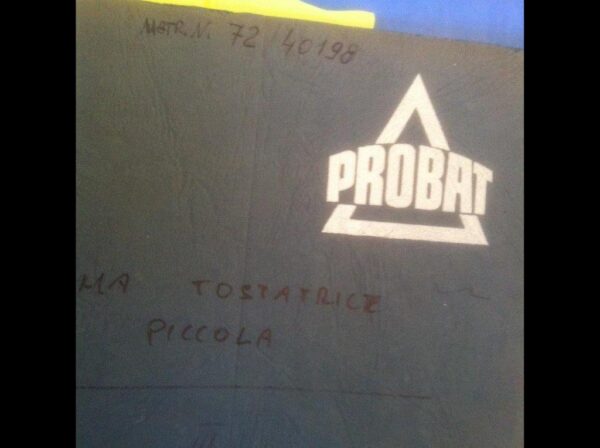 MATR. N. 72/40198
PROBAT
MA TOSTATRICE
PICCOLA